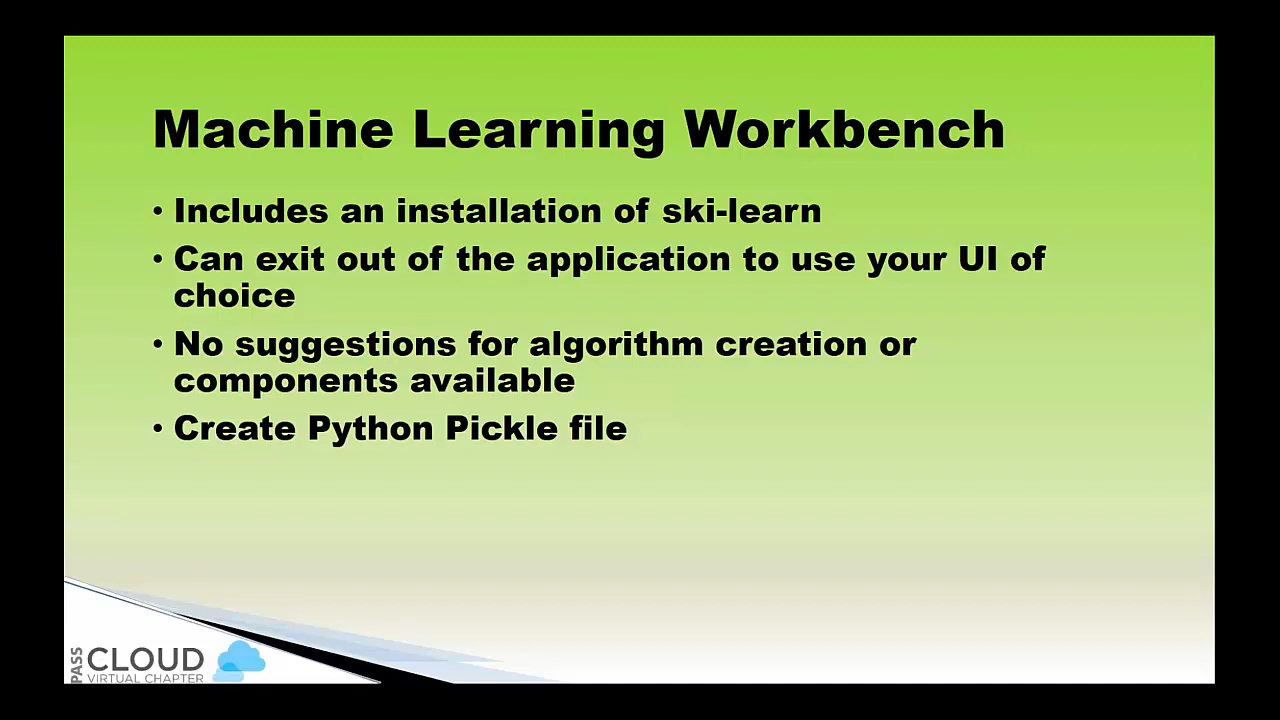 Machine Learning Workbench
• Includes an installation of ski-learn
• Can exit out of the application to use your UI of
choice
• No suggestions for algorithm creation or
components available
• Create Python Pickle file
PASS
CLOUD
VIRTUAL CHAPTER